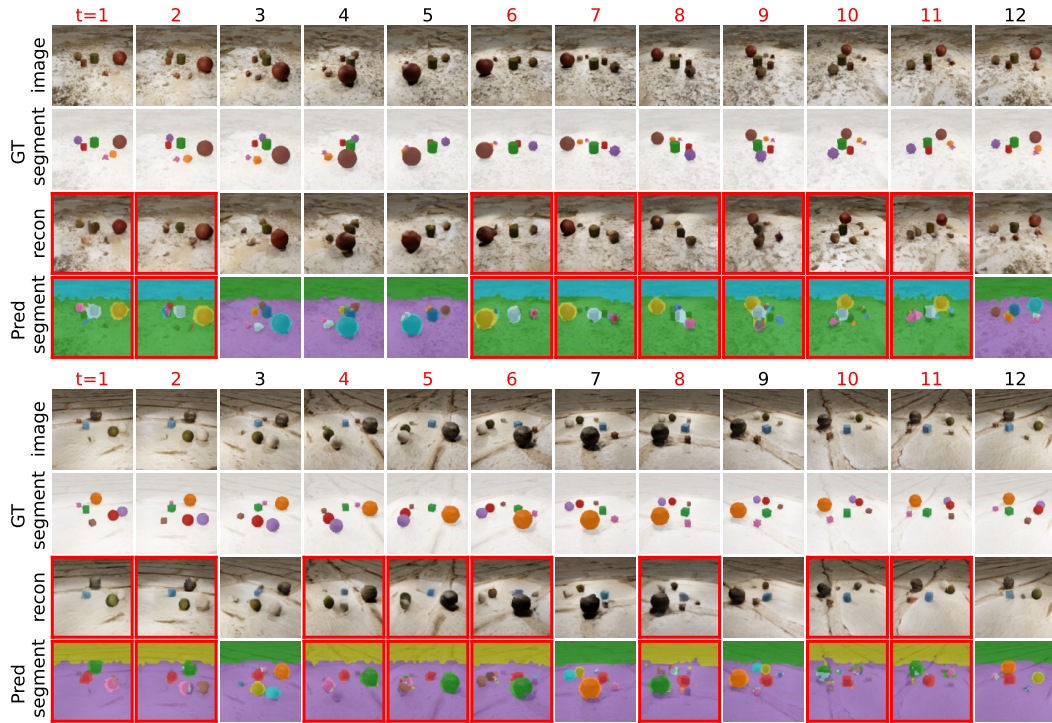 t=1 2 3 4 5 6 7 8 9 10 11 12
image
GT
segment
recon
Pred
segment
t=1 2 3 4 5 6 7 8 9 10 11 12
image
GT
segment
recon
Pred
segment